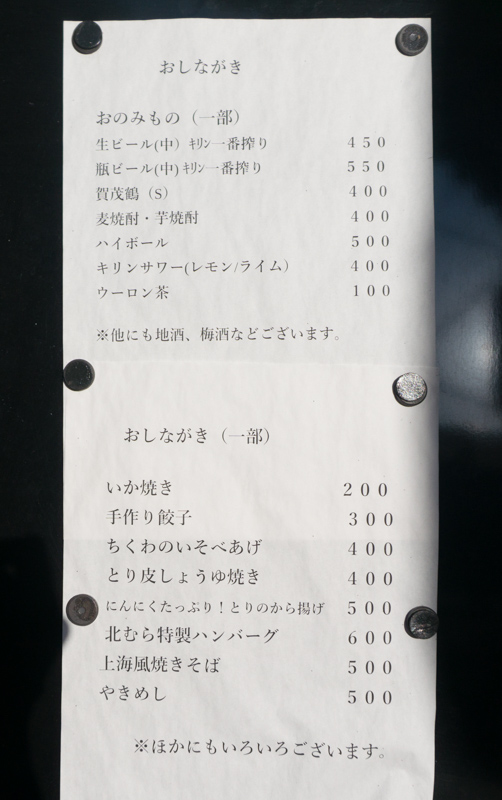 おしながき
おのみもの（一部）
生ビール(中）ｷﾘﾝ一番搾り ４５０
瓶ビール(中)ｷﾘﾝ一番搾り ５５０
賀茂鶴（S） ４００
麦焼酎・芋焼酎 ４００
ハイボール ５００
キリンサワー(レモン/ライム） ４００
ウーロン茶 １００
※他にも地酒、梅酒などございます。
おしながき（一部）
いか焼き ２００
手作り餃子 ３００
ちくわのいそべあげ ４００
とり皮しょうゆ焼き ４００
にんにくたっぷり！とりのから揚げ ５００
北むら特製ハンバーグ ６００
上海風焼きそば ５００
やきめし ５００
※ほかにもいろいろございます。